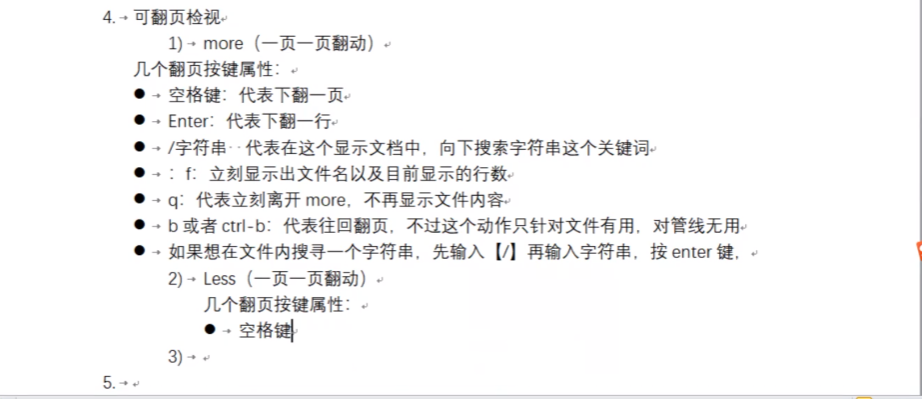 4. 可翻页检视
1) more（一页一页翻动）
几个翻页按键属性：
● 空格键：代表下翻一页
● Enter：代表下翻一行
● /字符串  代表在这个显示文档中，向下搜索字符串这个关键词
● ：f：立刻显示出文件名以及目前显示的行数
● q：代表立刻离开 more，不再显示文件内容
● b 或者 ctrl-b：代表往回翻页，不过这个动作只针对文件有用，对管线无用
● 如果想在文件内搜寻一个字符串，先输入【/】再输入字符串，按 enter 键，
2) Less（一页一页翻动）
几个翻页按键属性：
● 空格键
3)
5.